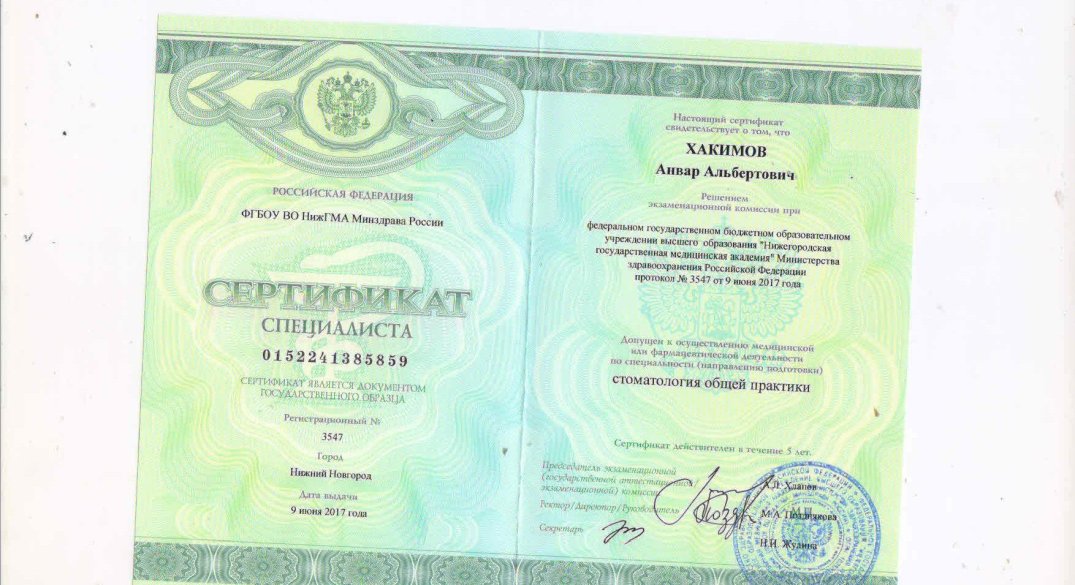 РОССИЙСКАЯ ФЕДЕРАЦИЯ
ФГБОУ ВО НижГМА Минздрава России
СЕРТИФИКАТ
СПЕЦИАЛИСТА
0152241385859
СЕРТИФИКАТ ЯВЛЯЕТСЯ ДОКУМЕНТОМ
ГОСУДАРСТВЕННОГО ОБРАЗЦА
Регистрационный №
3547
Город
Нижний Новгород
Дата выдачи
9 июня 2017 года
Настоящий сертификат
свидетельствует о том, что
ХАКИМОВ
Анвар Альбертович
Решением
экзаменационной комиссии при
федеральном государственном бюджетном образовательном
учреждении высшего образования "Нижегородская
государственная медицинская академия" Министерства
здравоохранения Российской Федерации
протокол № 3547 от 9 июня 2017 года
Допущен к осуществлению медицинской
или фармацевтической деятельности
по специальности (направлению подготовки)
стоматология общей практики
Сертификат действителен в течение 5 лет.
Председатель экзаменационной
(государственной аттестационной
экзаменационной) комиссии
Ректор/Директор/Руководитель
М.А. Позднякова
Секретарь
Н.И. Жулина